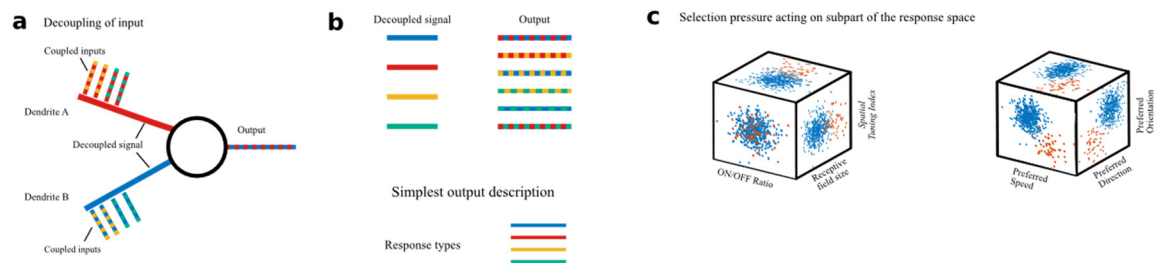 a
Decoupling of input
Coupled inputs
Dendrite A
Output
Decoupled signal
Dendrite B
Coupled inputs
b
Decoupled signal
Output
Simplest output description
Response types
c
Selection pressure acting on subpart of the response space
ON/OFF Ratio
Receptive
field size
Spatial
Tuning Index
Preferred
Speed
Preferred
Direction
Preferred
Orientation